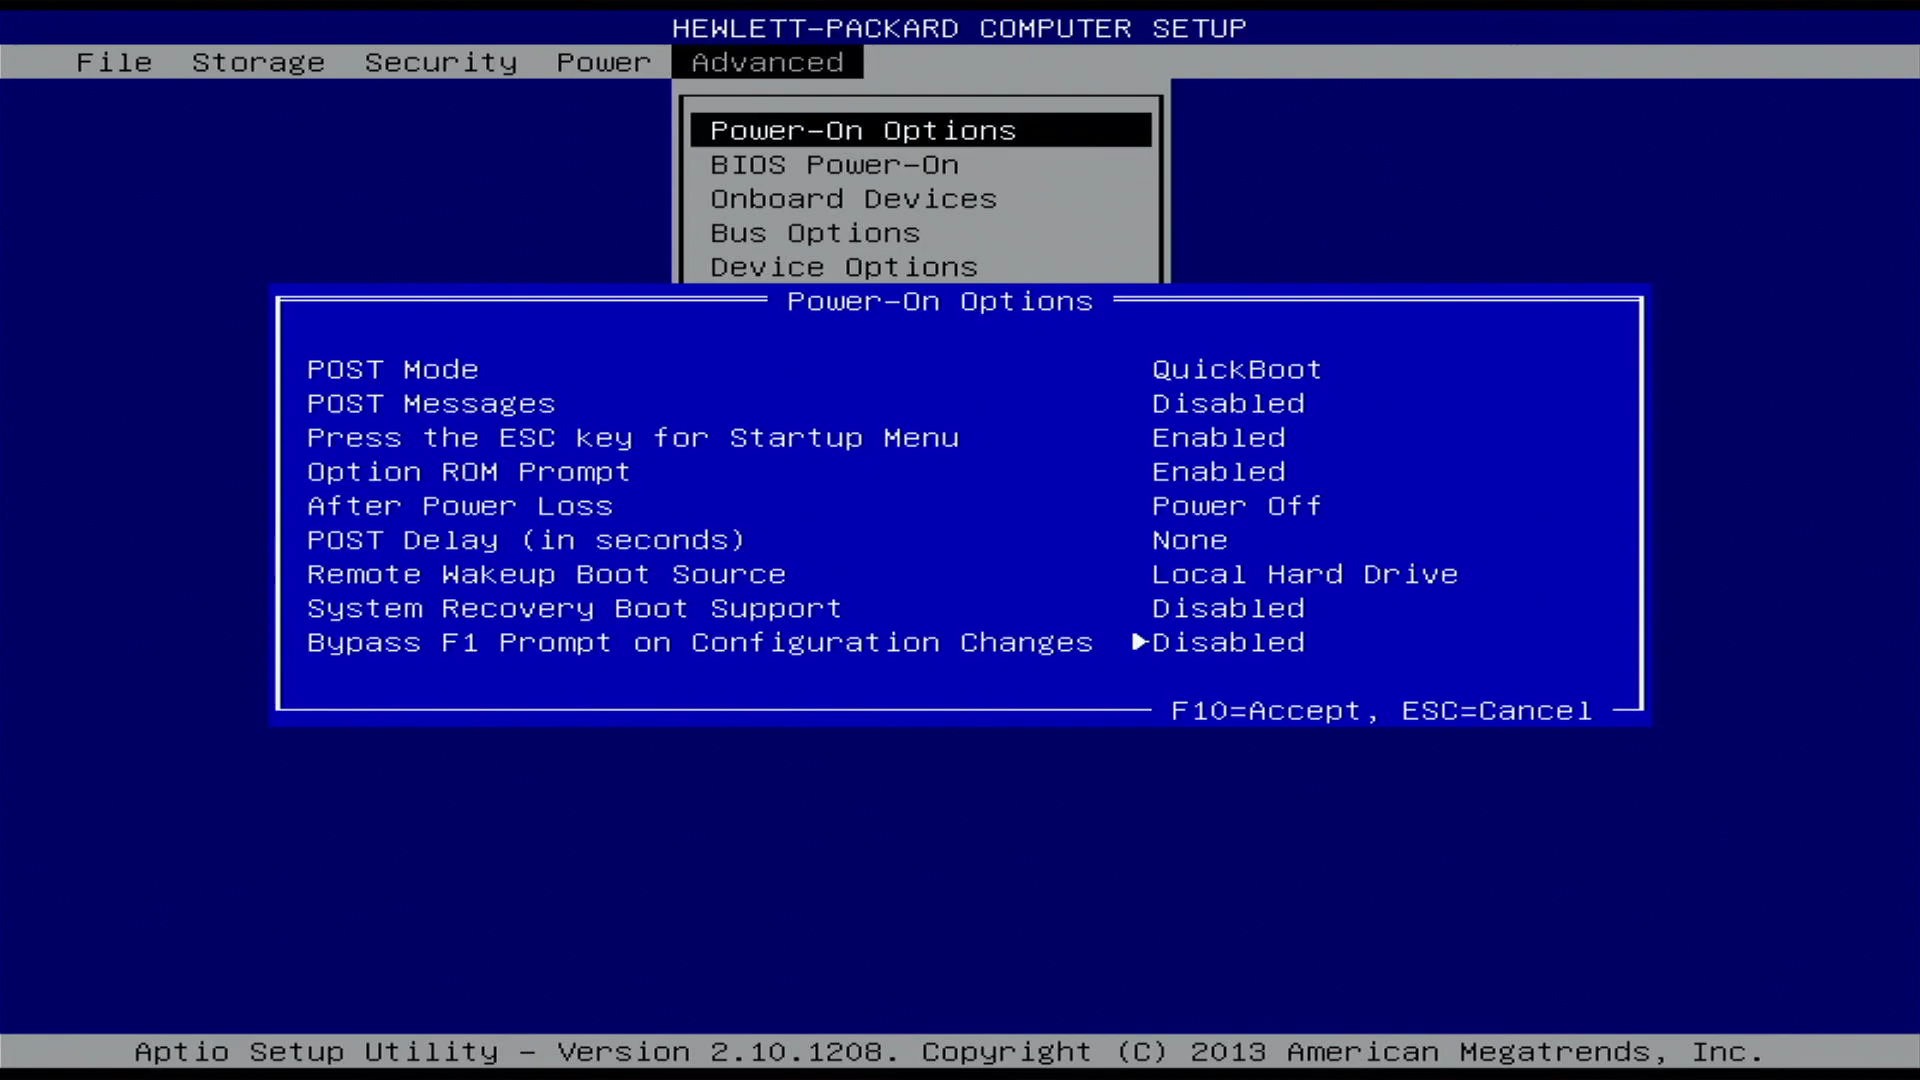 HEWLETT-PACKARD COMPUTER SETUP
File Storage Security Power Advanced
Power-On Options
BIOS Power-On
Onboard Devices
Bus Options
Device Options
Power-On Options
POST Mode QuickBoot
POST Messages Disabled
Press the ESC key for Startup Menu Enabled
Option ROM Prompt Enabled
After Power Loss Power Off
POST Delay (in seconds) None
Remote Wakeup Boot Source Local Hard Drive
System Recovery Boot Support Disabled
Bypass F1 Prompt on Configuration Changes ▶Disabled
F10=Accept, ESC=Cancel
Aptio Setup Utility - Version 2.10.1208. Copyright (C) 2013 American Megatrends, Inc.